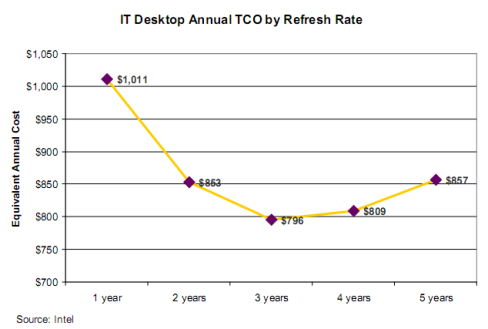 IT Desktop Annual TCO by Refresh Rate
Equivalent Annual Cost
$1,050
$1,000
$950
$900
$850
$800
$750
$700
$1,011
$853
$796
$809
$857
1 year
2 years
3 years
4 years
5 years
Source: Intel